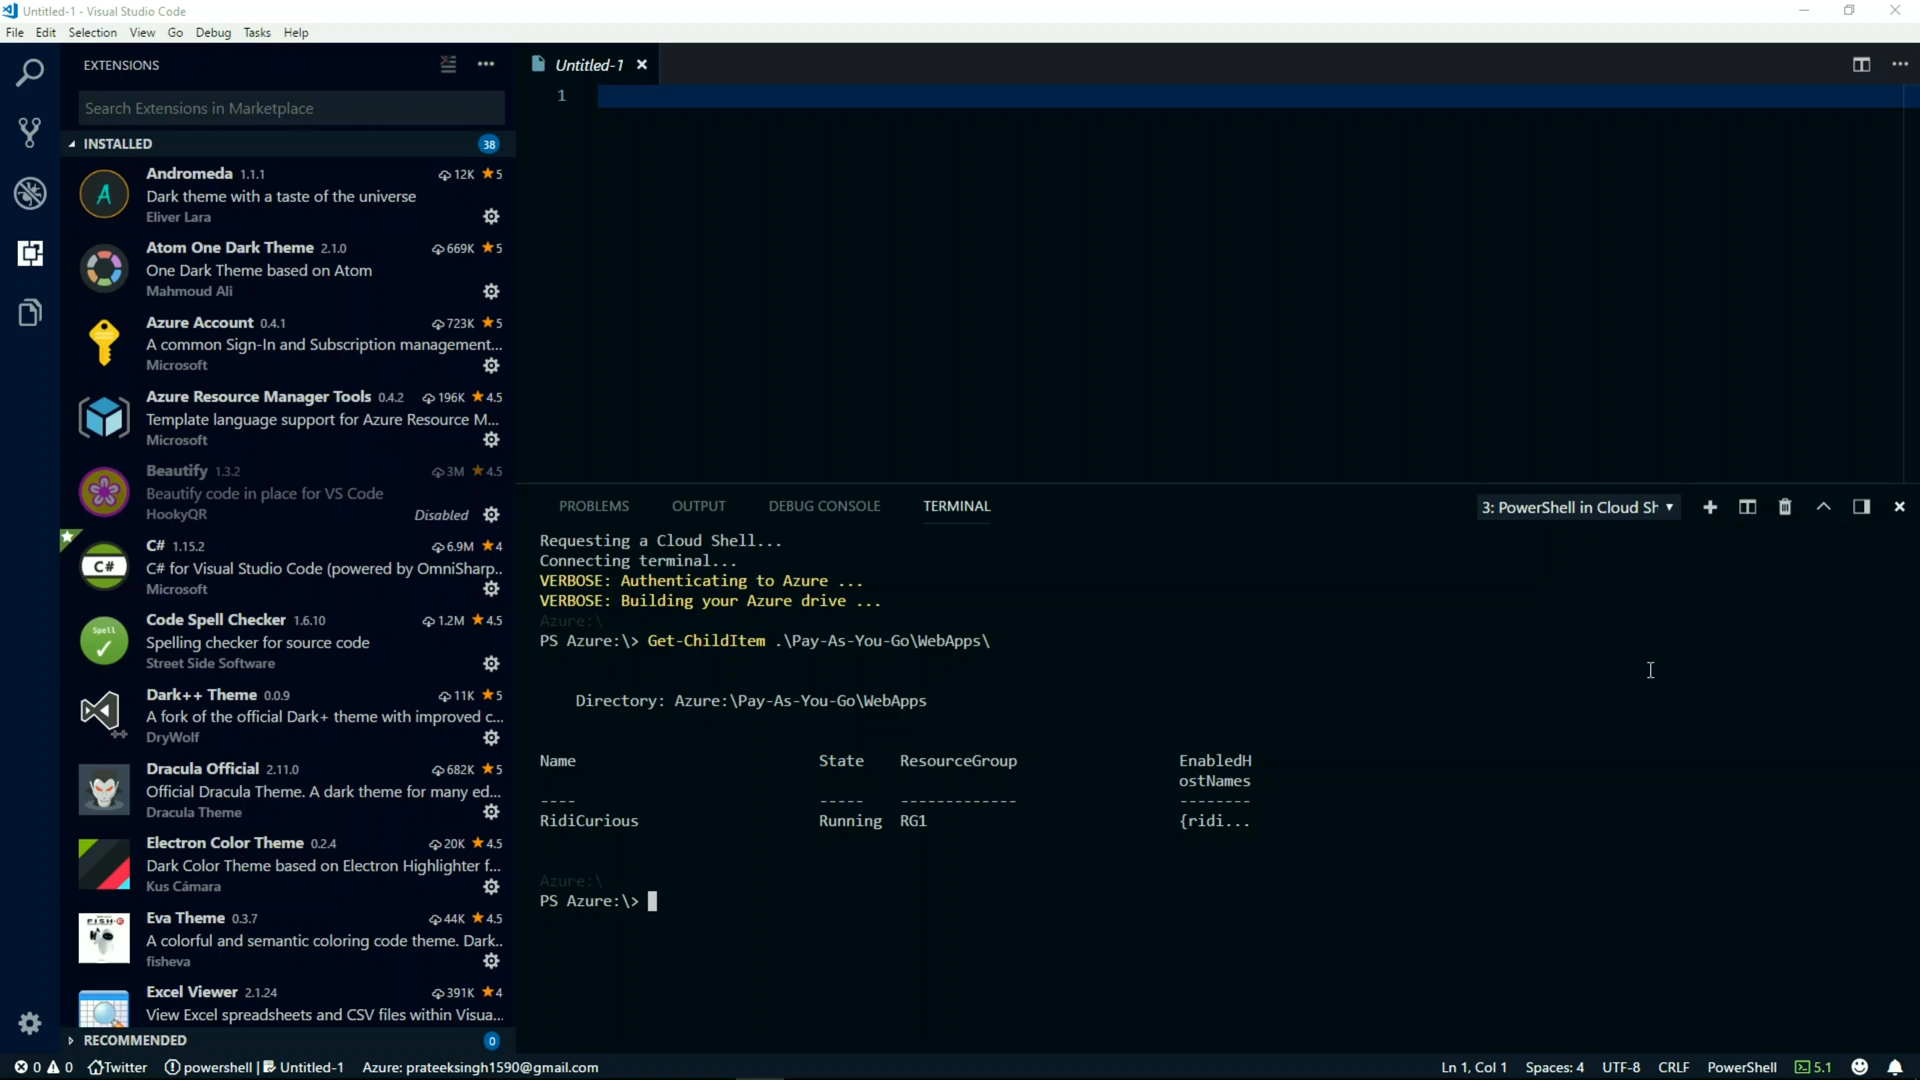 Untitled-1 - Visual Studio Code
File Edit Selection View Go Debug Tasks Help
EXTENSIONS
Search Extensions in Marketplace
INSTALLED 38
Andromeda 1.1.1 12K 5
Dark theme with a taste of the universe
Eliver Lara
Atom One Dark Theme 2.1.0 669K 5
One Dark Theme based on Atom
Mahmoud Ali
Azure Account 0.4.1 723K 5
A common Sign-In and Subscription management...
Microsoft
Azure Resource Manager Tools 0.4.2 196K 4.5
Template language support for Azure Resource M...
Microsoft
Beautify 1.3.2 3M 4.5
Beautify code in place for VS Code
HookyQR Disabled
C# 1.15.2 6.9M 4
C#
C# for Visual Studio Code (powered by OmniSharp..
Microsoft
Code Spell Checker 1.6.10 1.2M 4.5
Spell
Spelling checker for source code
Street Side Software
Dark++ Theme 0.0.9 11K 5
A fork of the official Dark+ theme with improved c...
DryWolf
Dracula Official 2.11.0 682K 5
Official Dracula Theme. A dark theme for many ed...
Dracula Theme
Electron Color Theme 0.2.4 20K 4.5
Dark Color Theme based on Electron Highlighter f...
Kus Cámara
Eva Theme 0.3.7 44K 4.5
A colorful and semantic coloring code theme. Dark..
fisheva
Excel Viewer 2.1.24 391K 4
View Excel spreadsheets and CSV files within Visua...
RECOMMENDED 0
Untitled-1
1
PROBLEMS OUTPUT DEBUG CONSOLE TERMINAL 3: PowerShell in Cloud Sh
Requesting a Cloud Shell...
Connecting terminal...
VERBOSE: Authenticating to Azure ...
VERBOSE: Building your Azure drive ...
Azure:\
PS Azure:\> Get-ChildItem .\Pay-As-You-Go\WebApps\
Directory: Azure:\Pay-As-You-Go\WebApps
Name State ResourceGroup EnabledH
ostNames
---- ----- ------------- --------
RidiCurious Running RG1 {ridi...
Azure:\
PS Azure:\>
0 0 Twitter powershell | Untitled-1 Azure: prateeksingh1590@gmail.com Ln 1, Col 1 Spaces: 4 UTF-8 CRLF PowerShell 5.1